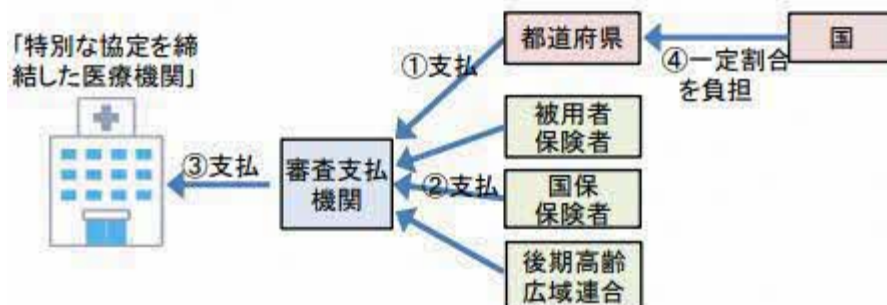 「特別な協定を締
結した医療機関」
都道府県
国
①支払
④一定割合
を負担
被用者
保険者
③支払
審査支払
機関
②支払
国保
保険者
後期高齢
広域連合